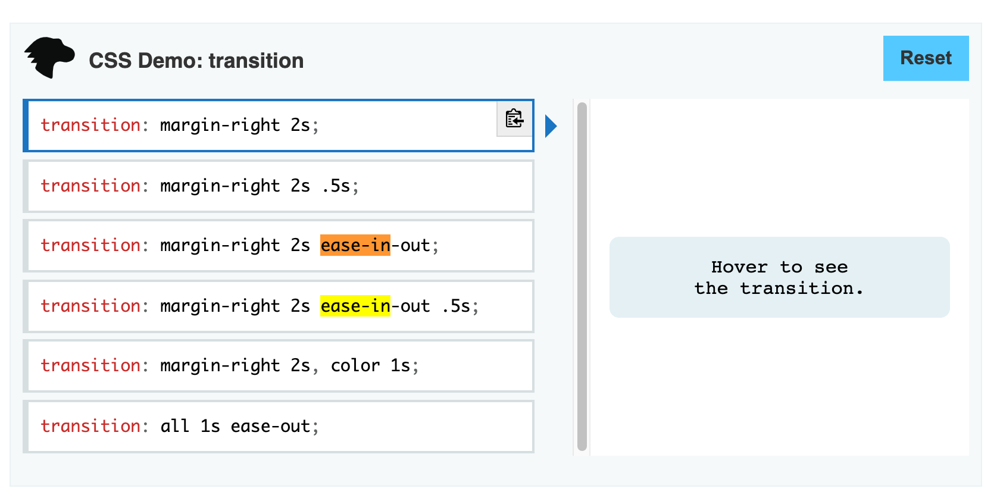 CSS Demo: transition
Reset
transition: margin-right 2s;
transition: margin-right 2s .5s;
transition: margin-right 2s ease-in-out;
transition: margin-right 2s ease-in-out .5s;
transition: margin-right 2s, color 1s;
transition: all 1s ease-out;
Hover to see
the transition.